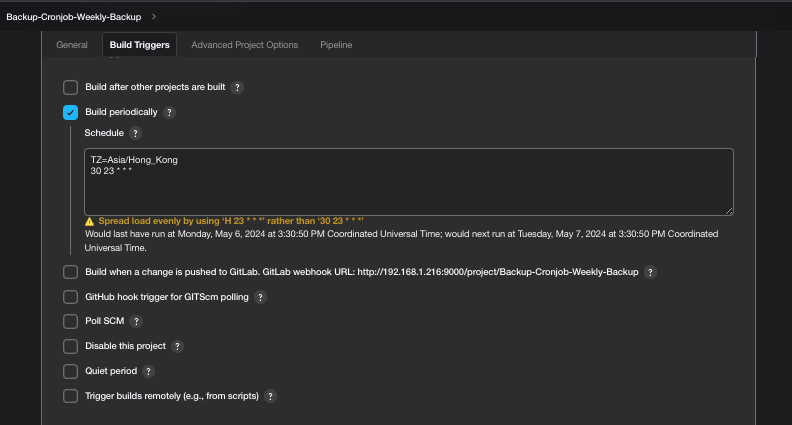 Backup-Cronjob-Weekly-Backup >
General Build Triggers Advanced Project Options Pipeline
Build after other projects are built ?
Build periodically ?
Schedule ?
TZ=Asia/Hong_Kong
30 23 * * *
Spread load evenly by using ‘H 23 * * *’ rather than ‘30 23 * * *’
Would last have run at Monday, May 6, 2024 at 3:30:50 PM Coordinated Universal Time; would next run at Tuesday, May 7, 2024 at 3:30:50 PM Coordinated
Universal Time.
Build when a change is pushed to GitLab. GitLab webhook URL: http://192.168.1.216:9000/project/Backup-Cronjob-Weekly-Backup ?
GitHub hook trigger for GITScm polling ?
Poll SCM ?
Disable this project ?
Quiet period ?
Trigger builds remotely (e.g., from scripts) ?